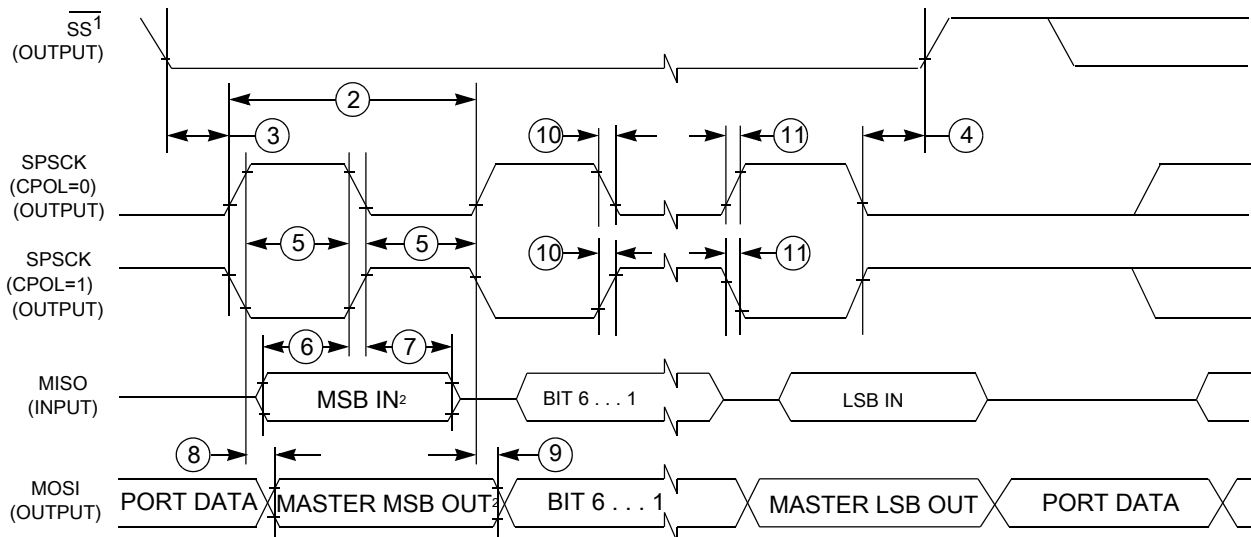 SS1
(OUTPUT)
2
3
10
11
4
SPSCK
(CPOL=0)
(OUTPUT)
5
5
SPSCK
(CPOL=1)
(OUTPUT)
10
11
6
7
MISO
(INPUT)
MSB IN2
BIT 6 . . . 1
LSB IN
8
9
MOSI
(OUTPUT)
PORT DATA
MASTER MSB OUT2
BIT 6 . . . 1
MASTER LSB OUT
PORT DATA